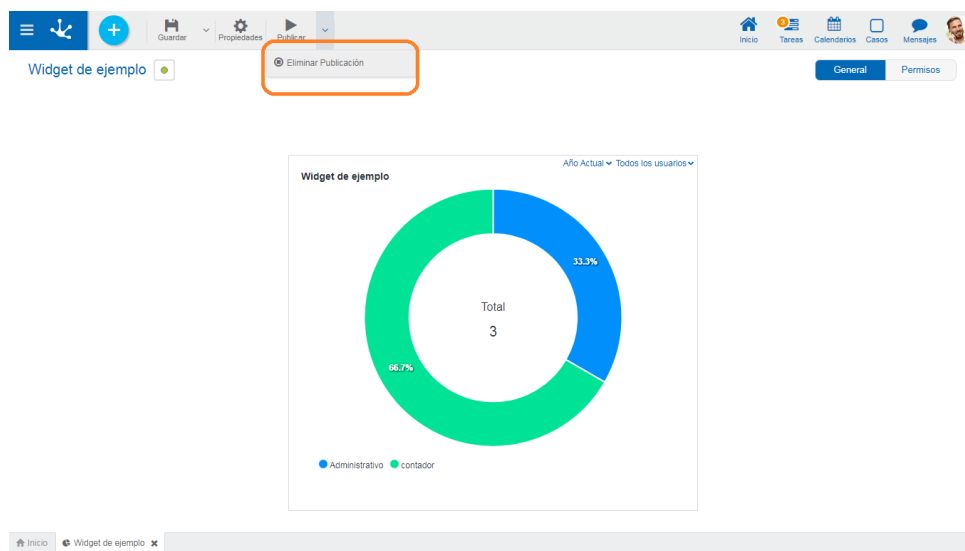 Guardar
Propiedades
Publicar
Inicio
3
Tareas
Calendarios
Casos
Mensajes
Eliminar Publicación
Widget de ejemplo
General
Permisos
Año Actual Todos los usuarios
Widget de ejemplo
33.3%
Total
3
66.7%
Administrativo contador
Inicio
Widget de ejemplo